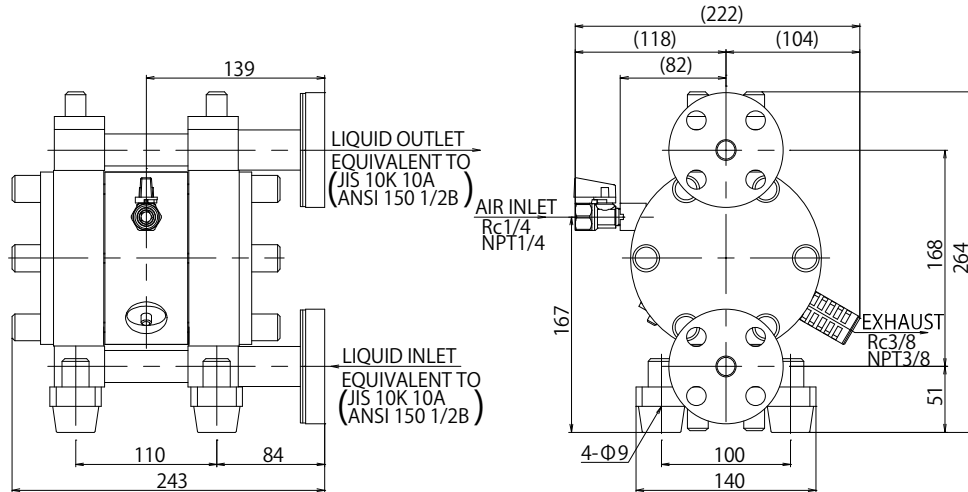 139
LIQUID OUTLET
EQUIVALENT TO
(JIS 10K 10A
ANSI 150 1/2B)
LIQUID INLET
EQUIVALENT TO
(JIS 10K 10A
ANSI 150 1/2B)
110
84
243
(222)
(118)
(104)
(82)
AIR INLET
Rc1/4
NPT1/4
167
168
264
EXHAUST
Rc3/8
NPT3/8
51
4-Φ9
100
140